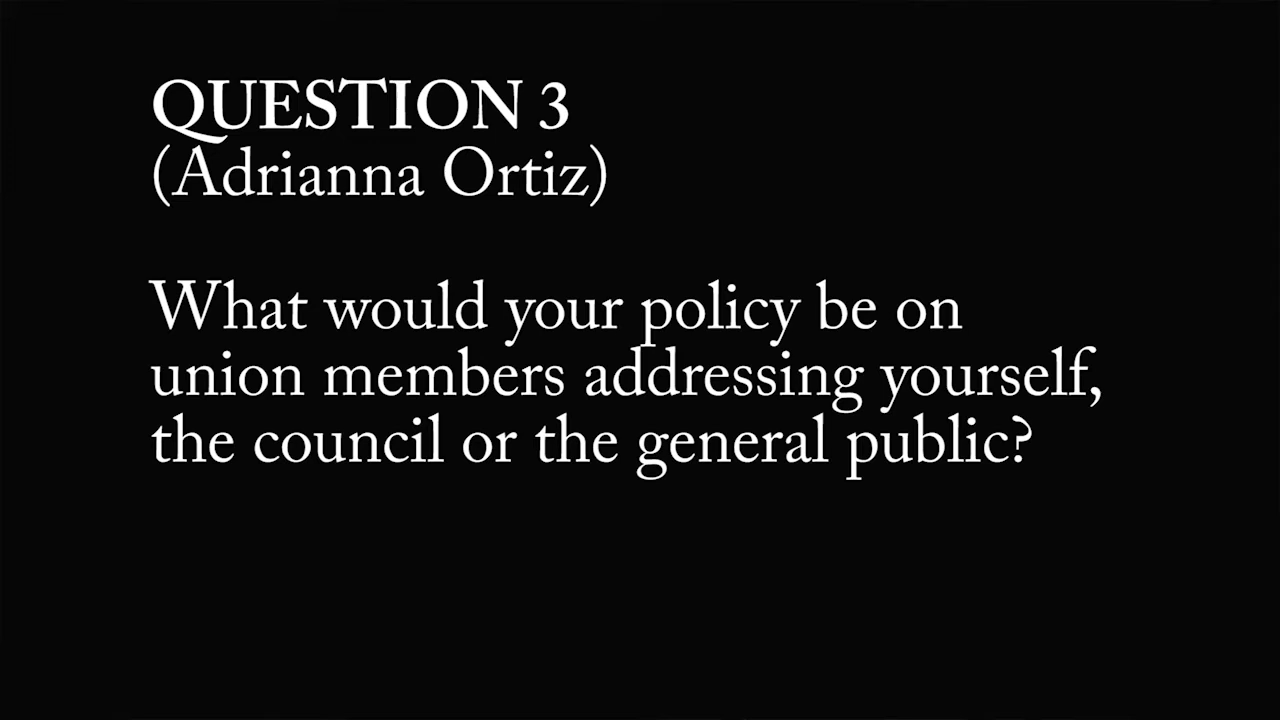 QUESTION 3
(Adrianna Ortiz)
What would your policy be on
union members addressing yourself,
the council or the general public?